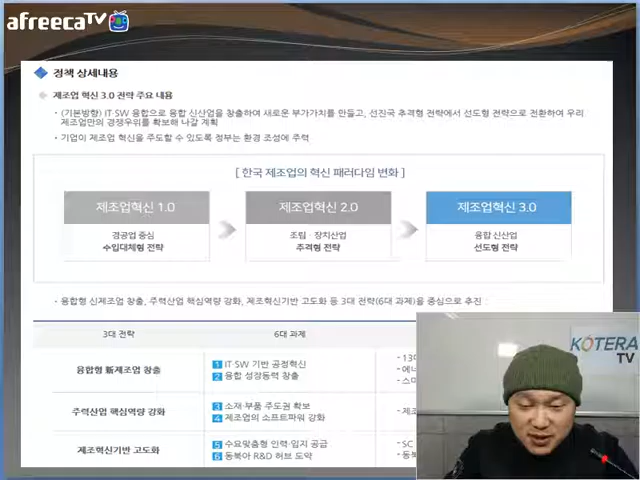 afreecaTV
정책 상세내용
제조업 혁신 3.0 전략 주요 내용
· (기본방향) IT·SW 융합으로 융합 신산업을 창출하여 새로운 부가가치를 만들고, 선진국 추격형 전략에서 선도형 전략으로 전환하여 우리
제조업만의 경쟁우위를 확보해 나갈 계획
· 기업이 제조업 혁신을 주도할 수 있도록 정부는 환경 조성에 주력
[ 한국 제조업의 혁신 패러다임 변화 ]
제조업혁신 1.0
제조업혁신 2.0
제조업혁신 3.0
경공업 중심
수입대체형 전략
조립 · 장치산업
추격형 전략
융합 신산업
선도형 전략
· 융합형 신제조업 창출, 주력산업 핵심역량 강화, 제조혁신기반 고도화 등 3대 전략(6대 과제)을 중심으로 추진 :
3대 전략
6대 과제
융합형 新제조업 창출
1 IT·SW 기반 공정혁신
2 융합 성장동력 창출
- 13대
- 에너
- 스마
주력산업 핵심역량 강화
3 소재·부품 주도권 확보
4 제조업의 소프트파워 강화
- 제조
제조혁신기반 고도화
5 수요맞춤형 인력·입지 공급
6 동북아 R&D 허브 도약
- SC
- 동북
KOTERA
TV